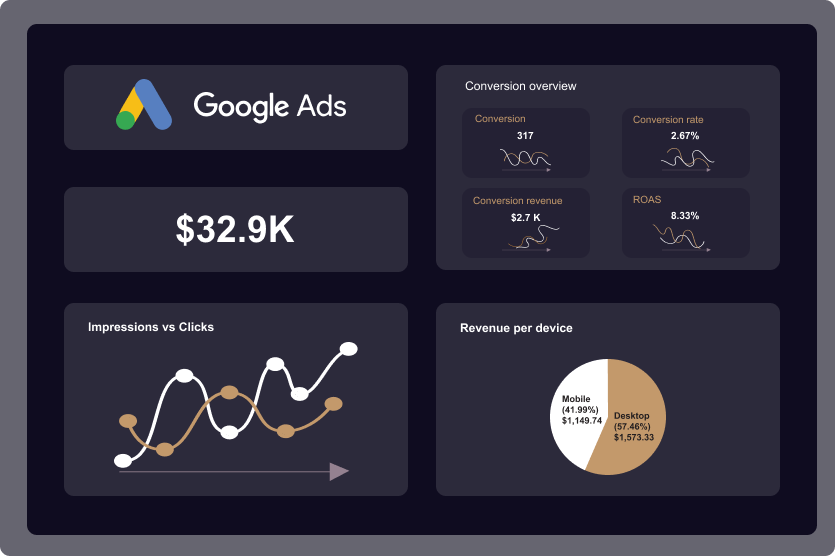 Google Ads
$32.9K
Conversion overview
Conversion
317
Conversion rate
2.67%
Conversion revenue
$2.7 K
ROAS
8.33%
Impressions vs Clicks
Revenue per device
Mobile
(41.99%)
$1,149.74
Desktop
(57.46%)
$1,573.33